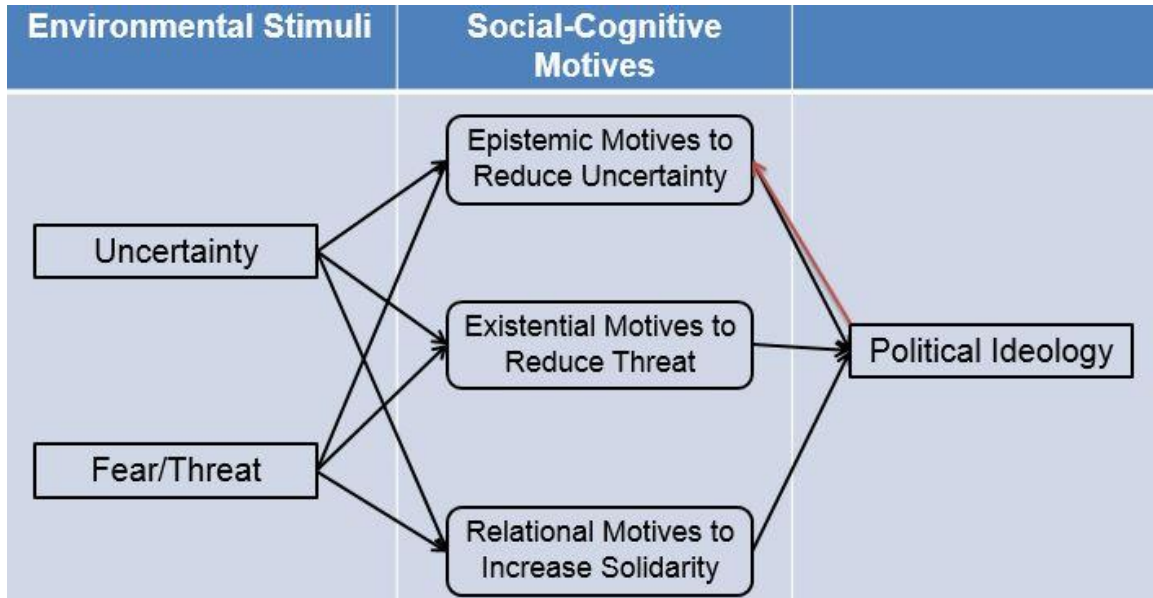 Environmental Stimuli
Social-Cognitive
Motives
Epistemic Motives to
Reduce Uncertainty
Uncertainty
Existential Motives to
Reduce Threat
Political Ideology
Fear/Threat
Relational Motives to
Increase Solidarity